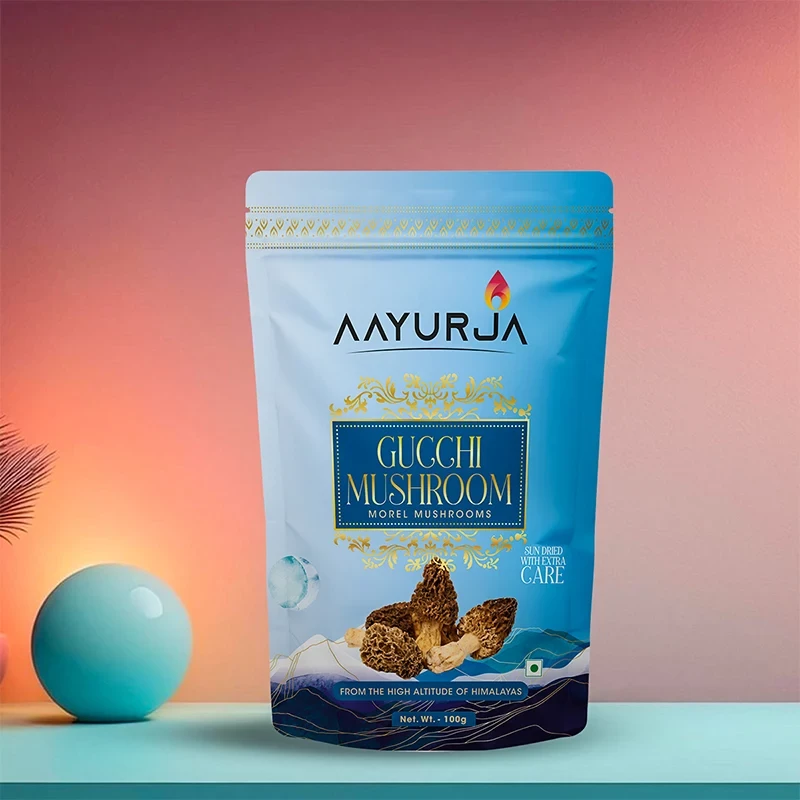 AAYURJA
GUCCHI
MUSHROOM
MOREL MUSHROOMS
SUN DRIED
WITH EXTRA
CARE
FROM THE HIGH ALTITUDE OF HIMALAYAS
Net. Wt. - 100g